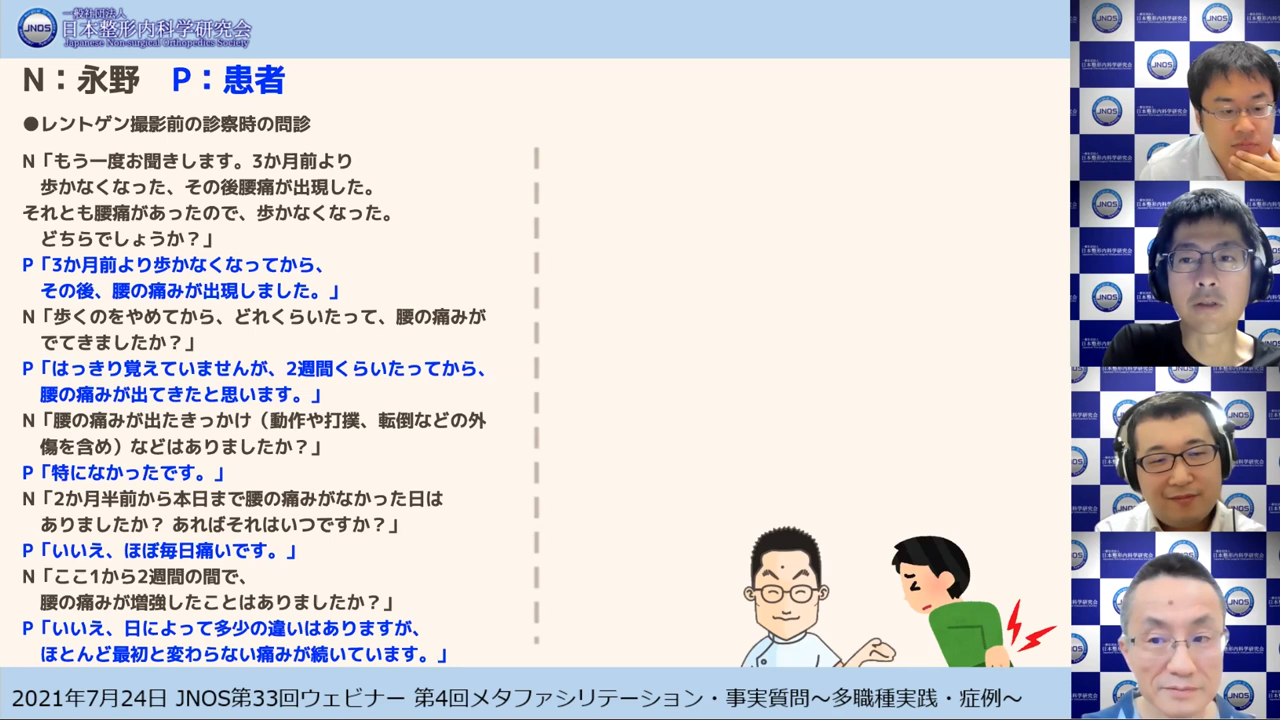 JNOS
一般社団法人
日本整形内科学研究会
Japanese Non-surgical Orthopedics Society
N：永野　P：患者
●レントゲン撮影前の診察時の問診
N「もう一度お聞きします。3か月前より
歩かなくなった、その後腰痛が出現した。
それとも腰痛があったので、歩かなくなった。
どちらでしょうか？」
P「3か月前より歩かなくなってから、
その後、腰の痛みが出現しました。」
N「歩くのをやめてから、どれくらいたって、腰の痛みが
でてきましたか？」
P「はっきり覚えていませんが、2週間くらいたってから、
腰の痛みが出てきたと思います。」
N「腰の痛みが出たきっかけ（動作や打撲、転倒などの外
傷を含め）などはありましたか？」
P「特になかったです。」
N「2か月半前から本日まで腰の痛みがなかった日は
ありましたか？ あればそれはいつですか？」
P「いいえ、ほぼ毎日痛いです。」
N「ここ1から2週間の間で、
腰の痛みが増強したことはありましたか？」
P「いいえ、日によって多少の違いはありますが、
ほとんど最初と変わらない痛みが続いています。」
2021年7月24日 JNOS第33回ウェビナー 第4回メタファシリテーション・事実質問～多職種実践・症例～